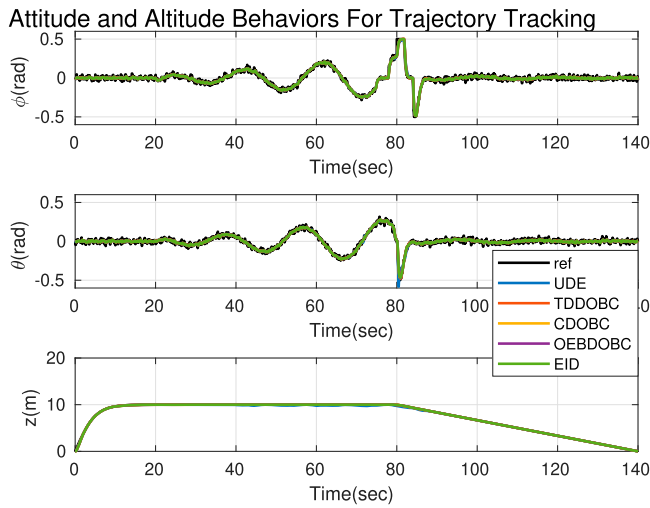 Attitude and Altitude Behaviors For Trajectory Tracking
0.5
0
-0.5
ϕ(rad)
0 20 40 60 80 100 120 140
Time(sec)
0.5
0
-0.5
θ(rad)
0 20 40 60 80 100 0
Time(sec)
ref
UDE
TDDOBC
CDOBC
OEBDOBC
EID
20
10
0
z(m)
0 20 40 60 80 100 120 140
Time(sec)